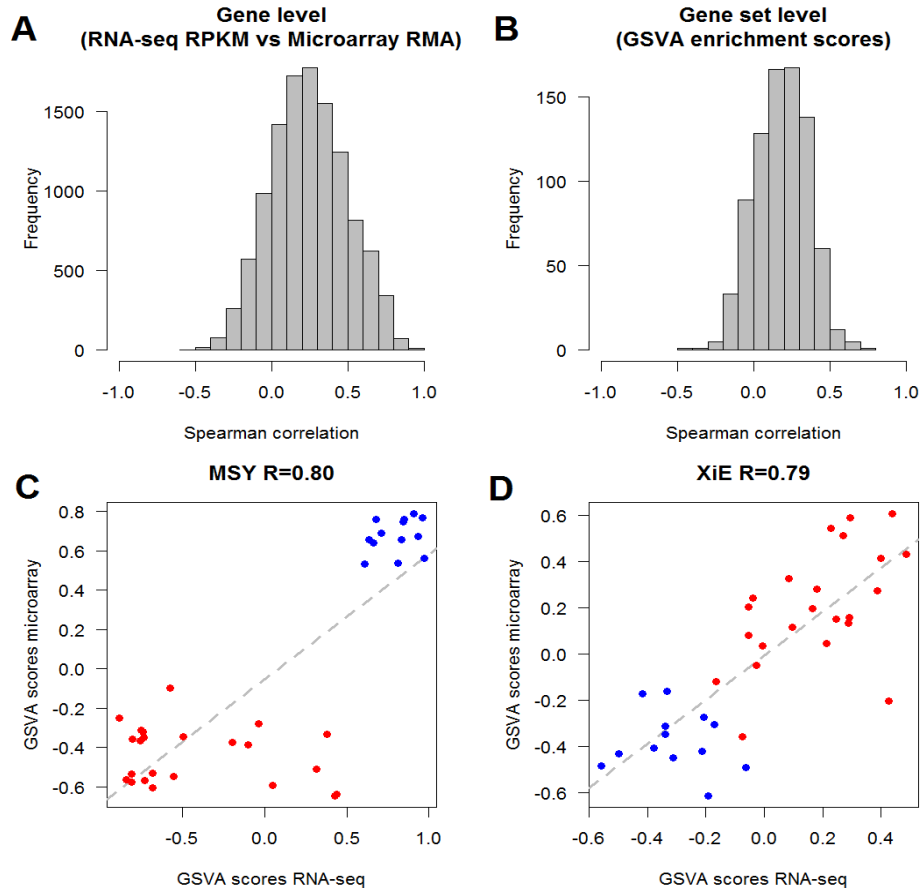 A
Gene level
(RNA-seq RPKM vs Microarray RMA)
Frequency
1500
1000
500
0
-1.0 -0.5 0.0 0.5 1.0
Spearman correlation
B
Gene set level
(GSVA enrichment scores)
Frequency
150
100
50
0
-1.0 -0.5 0.0 0.5 1.0
Spearman correlation
C
MSY R=0.80
GSVA scores microarray
0.8
0.6
0.4
0.2
0.0
-0.2
-0.4
-0.6
-0.5 0.0 0.5 1.0
GSVA scores RNA-seq
D
XiE R=0.79
GSVA scores microarray
0.6
0.4
0.2
0.0
-0.2
-0.4
-0.6
-0.6 -0.4 -0.2 0.0 0.2 0.4
GSVA scores RNA-seq